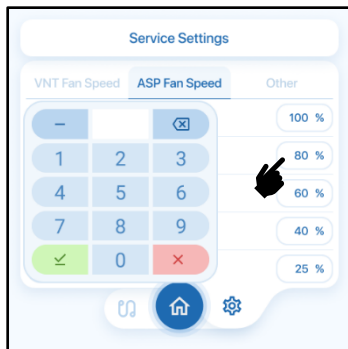 Service Settings
VNT Fan Speed ASP Fan Speed Other
– 100 %
1 2 3 80 %
4 5 6 60 %
7 8 9 40 %
0 25 %